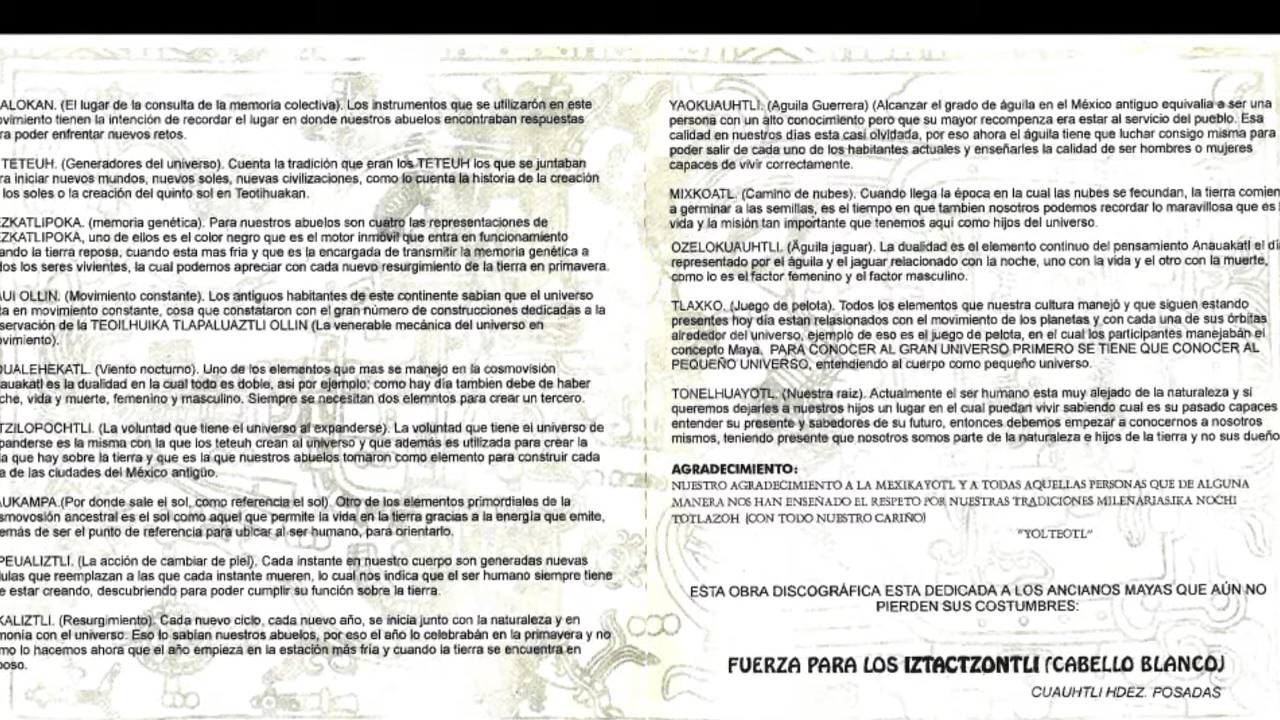 ALOKAN. (El lugar de la consulta de la memoria colectiva). Los instrumentos que se utilizarón en este
vimiento tienen la intención de recordar el lugar en donde nuestros abuelos encontraban respuestas
ra poder enfrentar nuevos retos.
TETEUH. (Generadores del universo). Cuenta la tradición que eran los TETEUH los que se juntaban
ra iniciar nuevos mundos, nuevos soles, nuevas civilizaciones, como lo cuenta la historia de la creación
los soles o la creación del quinto sol en Teotihuakan.
EZKATLIPOKA. (memoria genética). Para nuestros abuelos son cuatro las representaciones de
EZKATLIPOKA, uno de ellos es el color negro que es el motor inmóvil que entra en funcionamiento
ando la tierra reposa, cuando esta mas fria y que es la encargada de transmitir la memoria genética a
dos los seres vivientes, la cual podemos apreciar con cada nuevo resurgimiento de la tierra en primavera.
UI OLLIN. (Movimiento constante). Los antiguos habitantes de este continente sabian que el universo
ta en movimiento constante, cosa que constataron con el gran número de construcciones dedicadas a la
servación de la TEOILHUIKA TLAPALUAZTLI OLLIN (La venerable mecánica del universo en
ovimiento).
OUALEHEKATL. (Viento nocturno). Uno de los elementos que mas se manejo en la cosmovisión
auakatl es la dualidad en la cual todo es doble, asi por ejemplo; como hay día tambien debe de haber
che, vida y muerte, femenino y masculino. Siempre se necesitan dos elemntos para crear un tercero.
TZILOPOCHTLI. (La voluntad que tiene el universo al expanderse). La voluntad que tiene el universo de
panderse es la misma con la que los teteuh crean al universo y que además es utilizada para crear la
la que hay sobre la tierra y que es la que nuestros abuelos tomaron como elemento para construir cada
a de las ciudades del México antigüo.
AUKAMPA.(Por donde sale el sol, como referencia el sol). Otro de los elementos primordiales de la
smovosión ancestral es el sol como aquel que permite la vida en la tierra gracias a la energía que emite,
emás de ser el punto de referencia para ubicar al ser humano, para orientarlo.
PEUALIZTLI. (La acción de cambiar de piel). Cada instante en nuestro cuerpo son generadas nuevas
lulas que reemplazan a las que cada instante mueren, lo cual nos indica que el ser humano siempre tiene
e estar creando, descubriendo para poder cumplir su función sobre la tierra.
KALIZTLI. (Resurgimiento). Cada nuevo ciclo, cada nuevo año, se inicia junto con la naturaleza y en
monía con el universo. Eso lo sabían nuestros abuelos, por eso el año lo celebrabán en la primavera y no
mo lo hacemos ahora que el año empieza en la estación más fría y cuando la tierra se encuentra en
poso.
YAOKUAUHTLI. (Aguila Guerrera) (Alcanzar el grado de águila en el México antiguo equivalia a ser una
persona con un alto conocimiento pero que su mayor recompenza era estar al servicio del pueblo. Esa
calidad en nuestros dias esta casi olvidada, por eso ahora el águila tiene que luchar consigo misma para
poder salir de cada uno de los habitantes actuales y enseñarles la calidad de ser hombres o mujeres
capaces de vivir correctamente.
MIXKOATL. (Camino de nubes). Cuando llega la época en la cual las nubes se fecundan, la tierra comien
a germinar a las semillas, es el tiempo en que tambien nosotros podemos recordar lo maravillosa que es l
vida y la misión tan importante que tenemos aquí como hijos del universo.
OZELOKUAUHTLI. (Águila jaguar). La dualidad es el elemento continuo del pensamiento Anauakatl el día
representado por el águila y el jaguar relacionado con la noche, uno con la vida y el otro con la muerte,
como lo es el factor femenino y el factor masculino.
TLAXKO. (Juego de pelota). Todos los elementos que nuestra cultura manejó y que siguen estando
presentes hoy día estan relasionados con el movimiento de los planetas y con cada una de sus órbitas
alrededor del universo, ejemplo de eso es el juego de pelota, en el cual los participantes manejabán el
concepto Maya, PARA CONOCER AL GRAN UNIVERSO PRIMERO SE TIENE QUE CONOCER AL
PEQUEÑO UNIVERSO, entendiendo al cuerpo como pequeño universo.
TONELHUAYOTL. (Nuestra raiz). Actualmente el ser humano esta muy alejado de la naturaleza y si
queremos dejarles a nuestros hijos un lugar en el cual puedan vivir sabiendo cual es su pasado capaces
entender su presente y sabedores de su futuro, entonces debemos empezar a conocernos a nosotros
mismos, teniendo presente que nosotros somos parte de la naturaleza e hijos de la tierra y no sus dueño
AGRADECIMIENTO:
NUESTRO AGRADECIMIENTO A LA MEXIKAYOTL Y A TODAS AQUELLAS PERSONAS QUE DE ALGUNA
MANERA NOS HAN ENSEÑADO EL RESPETO POR NUESTRAS TRADICIONES MILENARIAS.IKA NOCHI
TOTLAZOH (CON TODO NUESTRO CARIÑO)
"YOLTEOTL"
ESTA OBRA DISCOGRÁFICA ESTA DEDICADA A LOS ANCIANOS MAYAS QUE AÚN NO
PIERDEN SUS COSTUMBRES:
FUERZA PARA LOS IZTACTZONTLI (CABELLO BLANCO)
CUAUHTLI HDEZ. POSADAS